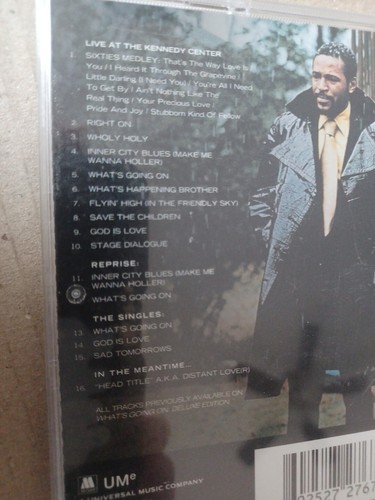 LIVE AT THE KENNEDY CENTER
1. SIXTIES MEDLEY: That's The Way Love Is
You / I Heard It Through The Grapevine /
Little Darling (I Need You) / You're All I Need
To Get By / Ain't Nothing Like The
Real Thing / Your Precious Love /
Pride And Joy / Stubborn Kind Of Fellow
2. RIGHT ON
3. WHOLY HOLY
4. INNER CITY BLUES (MAKE ME
WANNA HOLLER)
5. WHAT'S GOING ON
6. WHAT'S HAPPENING BROTHER
7. FLYIN' HIGH (IN THE FRIENDLY SKY)
8. SAVE THE CHILDREN
9. GOD IS LOVE
10. STAGE DIALOGUE
REPRISE:
11. INNER CITY BLUES (MAKE ME
WANNA HOLLER)
WHAT'S GOING ON
THE SINGLES:
13. WHAT'S GOING ON
14. GOD IS LOVE
15. SAD TOMORROWS
IN THE MEANTIME...
16. "HEAD TITLE" A.K.A. DISTANT LOVER
ALL TRACKS PREVIOUSLY AVAILABLE ON
WHAT'S GOING ON: DELUXE EDITION
M UMe
A UNIVERSAL MUSIC COMPANY